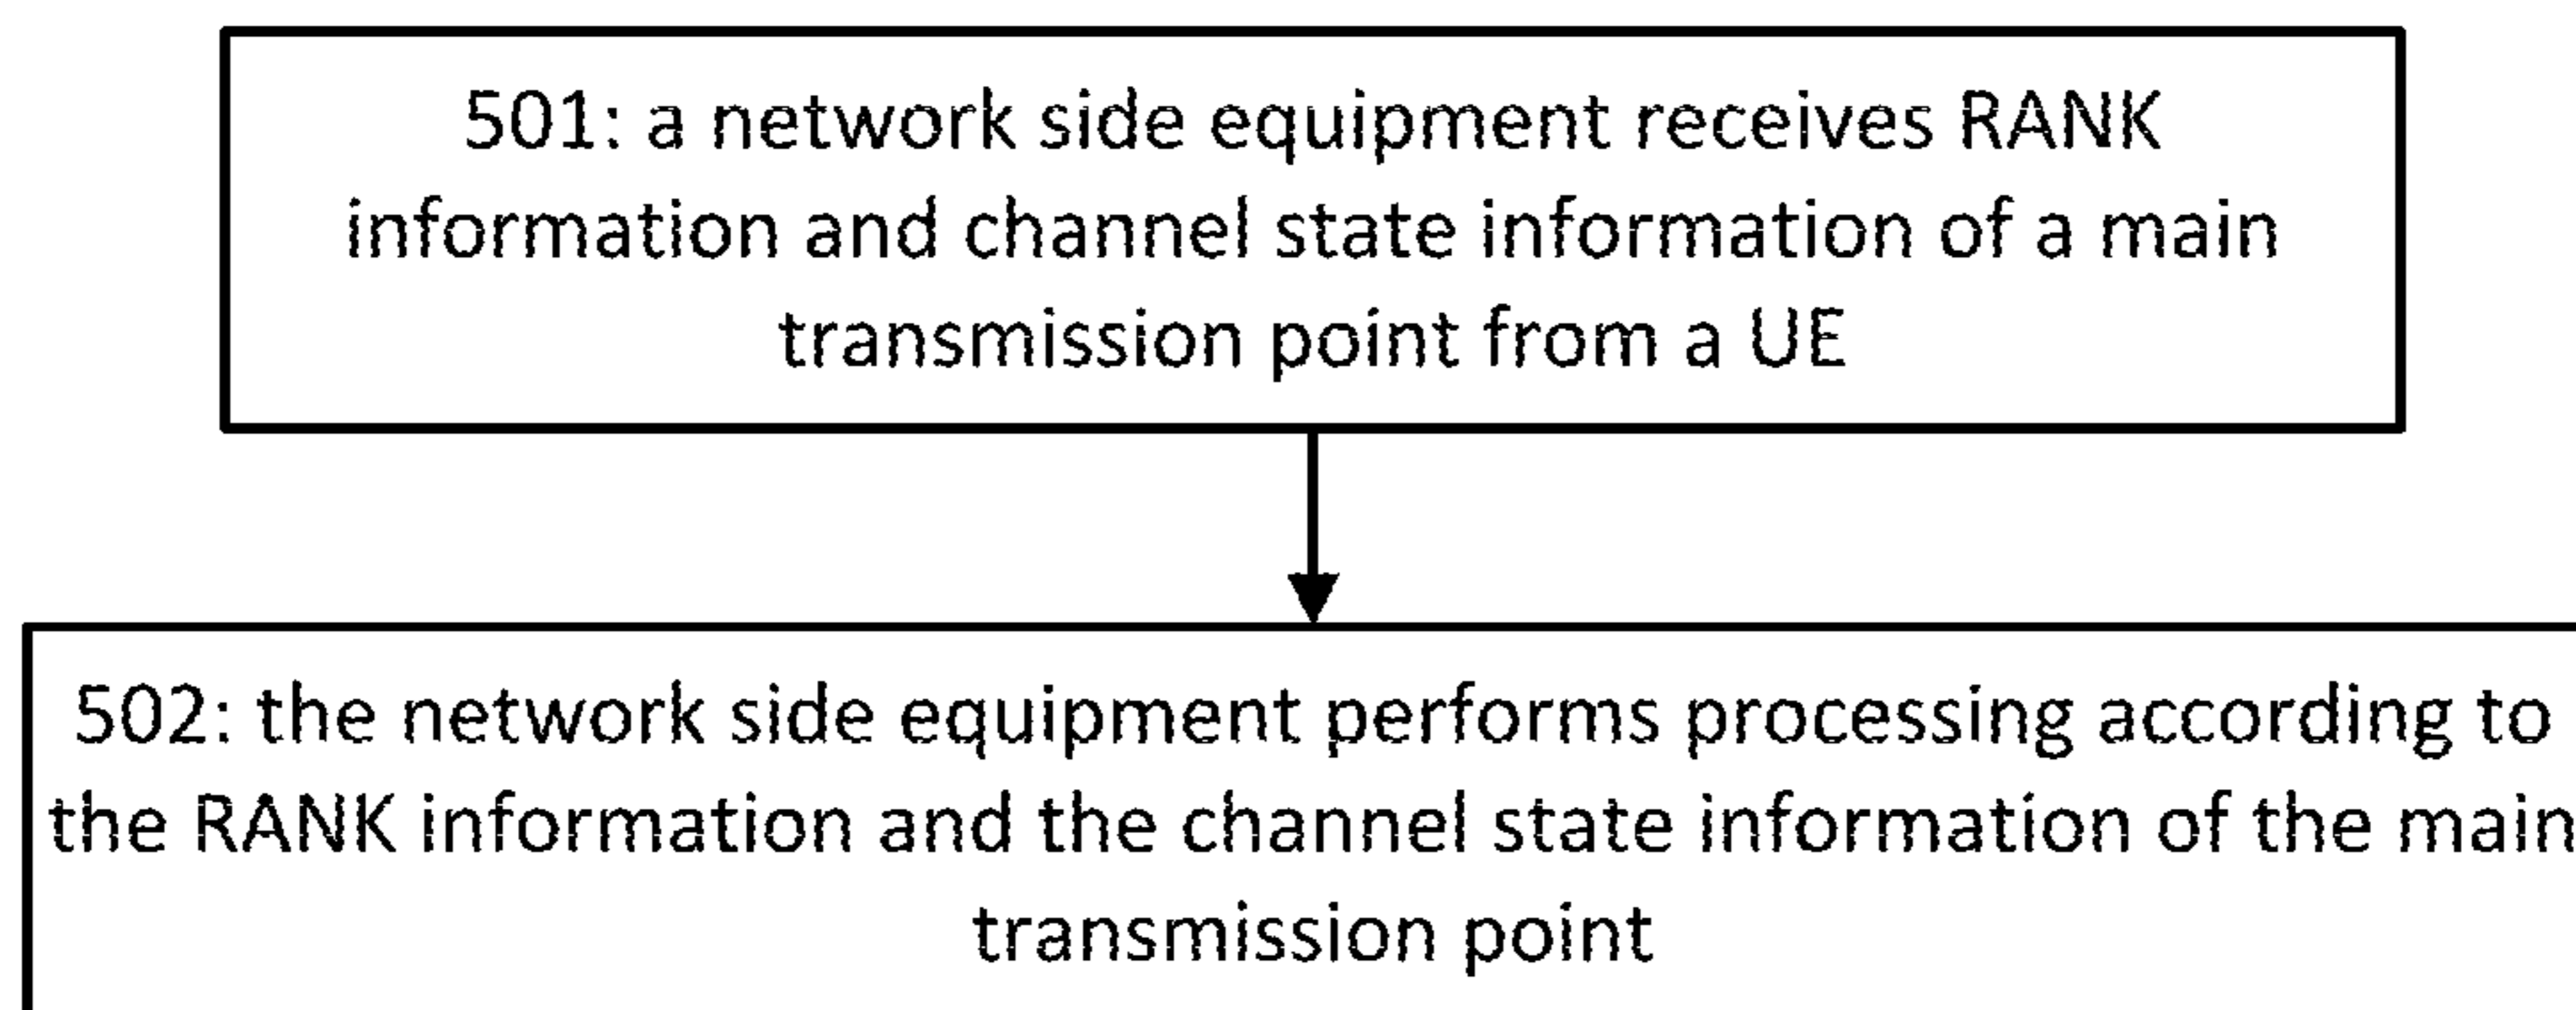 501: a network side equipment receives RANK
information and channel state information of a main
transmission point from a UE
502: the network side equipment performs processing according to
the RANK information and the channel state information of the main
transmission point